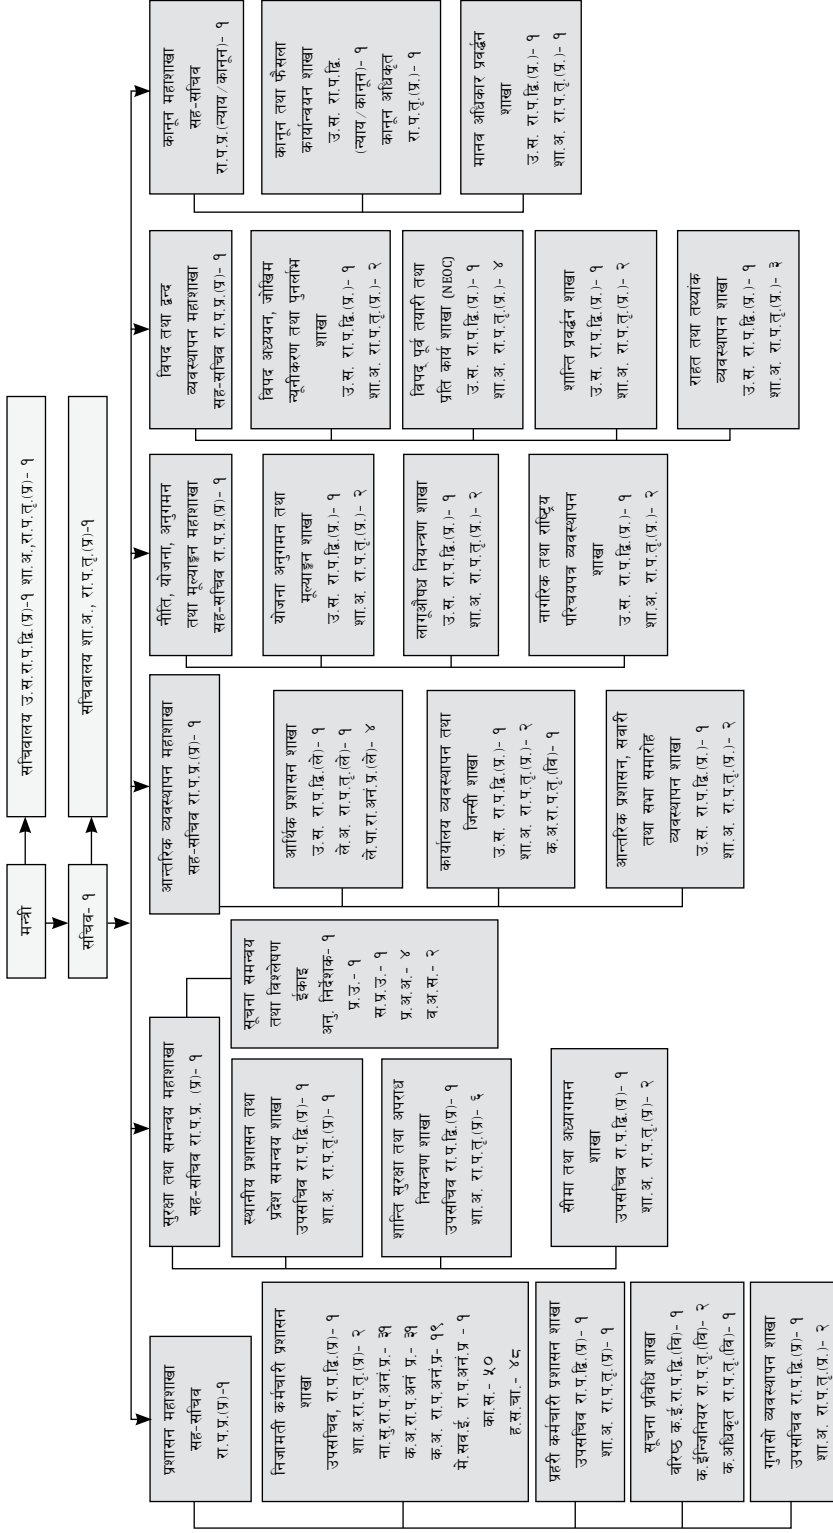 मन्त्री
सचिवालय उ.स.रा.प.द्वि.(प्र)-१ शा.अ.,रा.प.तृ.(प्र)- १
सचिव- १
सचिवालय शा.अ., रा.प.तृ.(प्र)-१
प्रशासन महाशाखा
सह-सचिव
रा.प.प्र.(प्र)-१
निजामती कर्मचारी प्रशासन
शाखा
उपसचिव, रा.प.द्वि.(प्र)- १
शा.अ.रा.प.तृ.(प्र)- २
ना.सु.रा.प.अनं.प्र.- ३१
क.अ.रा.प.अनं प्र.- ३१
क.अ. रा.प.अनं.प्र- १९
मे.सव.ई. रा.प.अनं.प्र - १
का.स.- ५०
ह.स.चा.- ४८
प्रहरी कर्मचारी प्रशासन शाखा
उपसचिव रा.प.द्वि.(प्र)- १
शा.अ. रा.प.तृ.(प्र)- १
सूचना प्रविधि शाखा
वरिष्ठ क.ई.रा.प.द्वि.(वि)- १
क.ईन्जिनियर रा.प.तृ.(वि)- २
क.अधिकृत रा.प.तृ.(वि)- १
गुनासो व्यवस्थापन शाखा
उपसचिव रा.प.द्वि.(प्र)- १
शा.अ. रा.प.तृ.(प्र.)- २
सुरक्षा तथा समन्वय महाशाखा
सह-सचिव रा.प.प्र. (प्र)- १
सूचना समन्वय
तथा विश्लेषण
ईकाइ
अनु. निर्देशक- १
प्र.उ.- १
स.प्र.उ.- १
प्र.अ.अ.- ४
व.अ.स.- २
स्थानीय प्रशासन तथा
प्रदेश समन्वय शाखा
उपसचिव रा.प.द्वि.(प्र)- १
शा.अ. रा.प.तृ.(प्र)- १
शान्ति सुरक्षा तथा अपराध
नियन्त्रण शाखा
उपसचिव रा.प.द्वि.(प्र)- १
शा.अ. रा.प.तृ.(प्र)- ६
सीमा तथा अध्यागमन
शाखा
उपसचिव रा.प.द्वि.(प्र)- १
शा.अ. रा.प.तृ.(प्र)- २
आन्तरिक व्यवस्थापन महाशाखा
सह-सचिव रा.प.प्र.(प्र)- १
आर्थिक प्रशासन शाखा
उ.स. रा.प.द्वि.(ले)- १
ले.अ. रा.प.तृ.(ले)- १
ले.पा.रा.अनं.प्र.(ले)- ४
कार्यालय व्यवस्थापन तथा
जिन्सी शाखा
उ.स. रा.प.द्वि.(प्र.)- १
शा.अ. रा.प.तृ.(प्र.)- २
क.अ.रा.प.तृ.(वि)- १
आन्तरिक प्रशासन, सवारी
तथा सभा समारोह
व्यवस्थापन शाखा
उ.स. रा.प.द्वि.(प्र.)- १
शा.अ. रा.प.तृ.(प्र.)- २
नीति, योजना, अनुगमन
तथा मूल्याङ्कन महाशाखा
सह-सचिव रा.प.प्र.(प्र)- १
योजना अनुगमन तथा
मूल्याङ्कन शाखा
उ.स. रा.प.द्वि.(प्र.)- १
शा.अ. रा.प.तृ.(प्र.)- २
लागूऔषध नियन्त्रण शाखा
उ.स. रा.प.द्वि.(प्र.)- १
शा.अ. रा.प.तृ.(प्र.)- २
नागरिक तथा राष्ट्रिय
परिचयपत्र व्यवस्थापन
शाखा
उ.स. रा.प.द्वि.(प्र.)- १
शा.अ. रा.प.तृ.(प्र.)- २
विपद तथा द्वन्द
व्यवस्थापन महाशाखा
सह-सचिव रा.प.प्र.(प्र)- १
विपद अध्ययन, जोखिम
न्यूनीकरण तथा पुनर्लाभ
शाखा
उ.स. रा.प.द्वि.(प्र.)- १
शा.अ. रा.प.तृ.(प्र.)- २
विपद् पूर्व तयारी तथा
प्रति कार्य शाखा (NEOC)
उ.स. रा.प.द्वि.(प्र.)- १
शा.अ. रा.प.तृ.(प्र.)- ४
शान्ति प्रवर्द्धन शाखा
उ.स. रा.प.द्वि.(प्र.)- १
शा.अ. रा.प.तृ.(प्र.)- २
राहत तथा तथ्यांक
व्यवस्थापन शाखा
उ.स. रा.प.द्वि.(प्र.)- १
शा.अ. रा.प.तृ.(प्र.)- ३
कानून महाशाखा
सह-सचिव
रा.प.प्र.(न्याय/कानून)- १
कानून तथा फैसला
कार्यान्वयन शाखा
उ.स. रा.प.द्वि.
(न्याय/कानून)- १
कानून अधिकृत
रा.प.तृ.(प्र.)- १
मानव अधिकार प्रवर्द्धन
शाखा
उ.स. रा.प.द्वि.(प्र.)- १
शा.अ. रा.प.तृ.(प्र.)- १